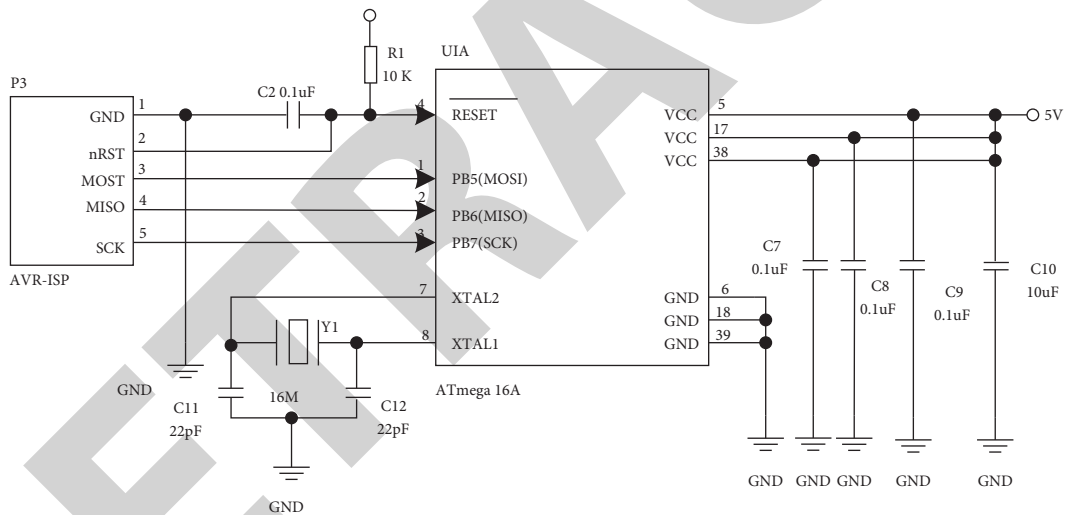 P3
GND
nRST
MOST
MISO
SCK
1
2
3
4
5
AVR-ISP
GND
C2 0.1uF
R1
10 K
UIA
4
RESET
1
PB5(MOSI)
2
PB6(MISO)
3
PB7(SCK)
7
XTAL2
8
XTAL1
ATmega 16A
Y1
16M
C11
22pF
C12
22pF
GND
VCC
5
VCC
17
VCC
38
5V
GND
6
GND
18
GND
39
C7
0.1uF
C8
0.1uF
C9
0.1uF
C10
10uF
GND
GND
GND
GND
GND